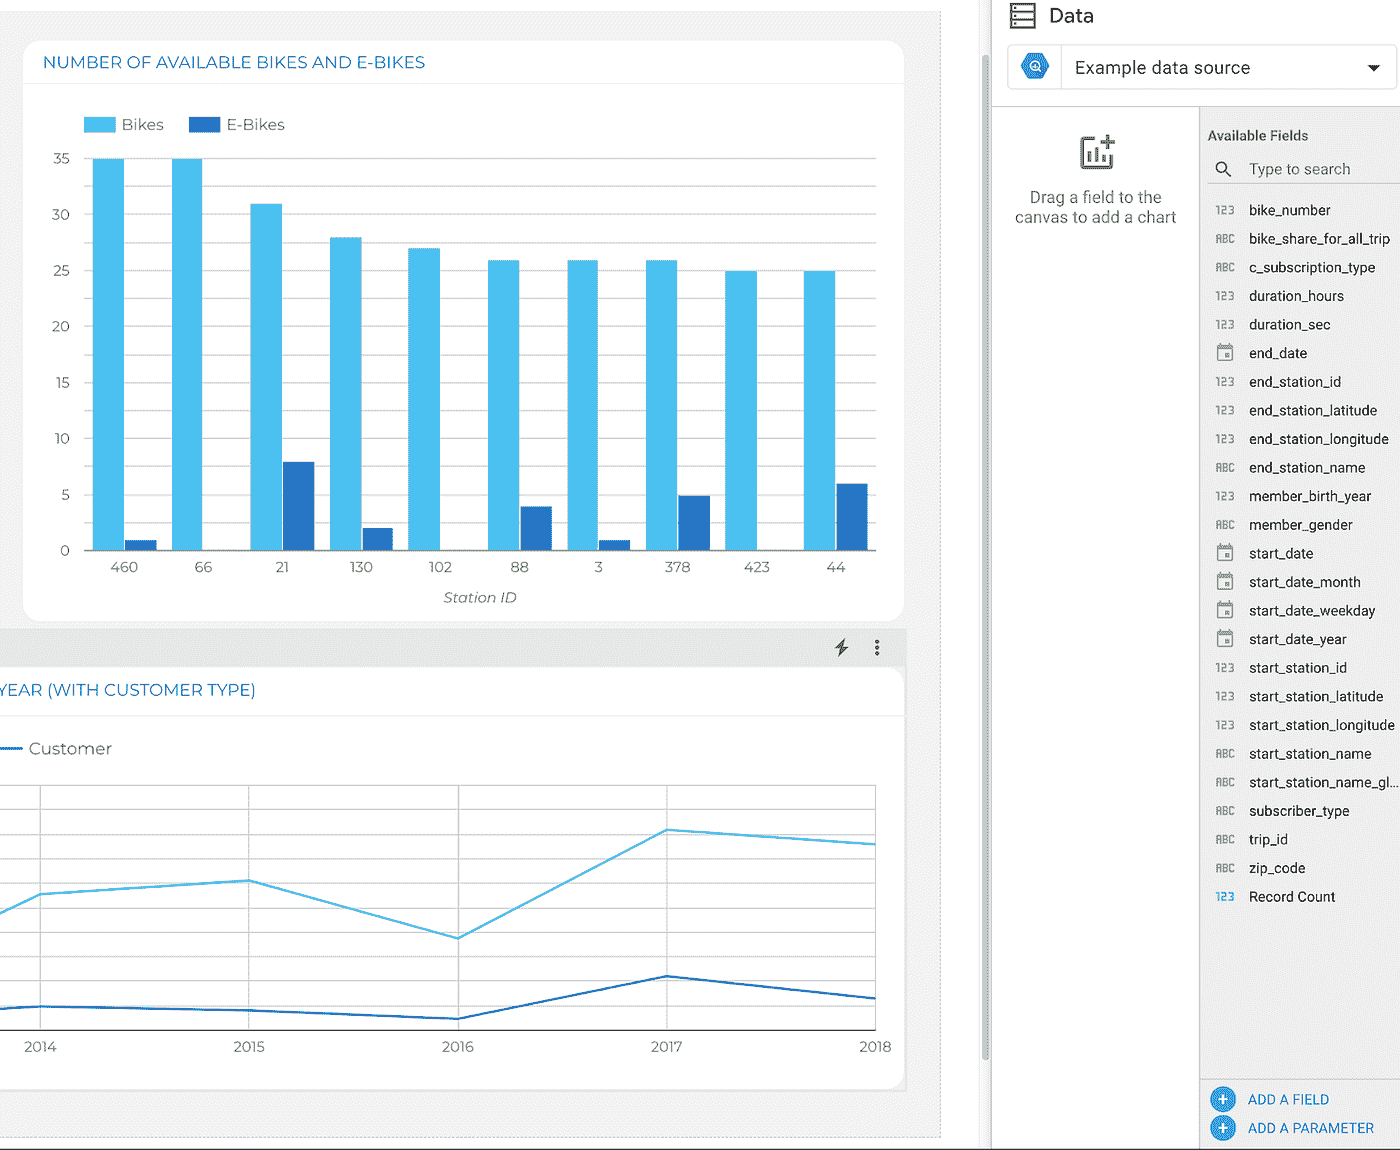 NUMBER OF AVAILABLE BIKES AND E-BIKES
Bikes E-Bikes
35
30
25
20
15
10
5
0
460 66 21 130 102 88 3 378 423 44
Station ID
YEAR (WITH CUSTOMER TYPE)
Customer
2014 2015 2016 2017 2018
Data
Example data source
Drag a field to the
canvas to add a chart
Available Fields
Type to search
123 bike_number
ABC bike_share_for_all_trip
ABC c_subscription_type
123 duration_hours
123 duration_sec
end_date
123 end_station_id
123 end_station_latitude
123 end_station_longitude
ABC end_station_name
123 member_birth_year
ABC member_gender
start_date
start_date_month
start_date_weekday
start_date_year
123 start_station_id
123 start_station_latitude
123 start_station_longitude
ABC start_station_name
ABC start_station_name_gl...
ABC subscriber_type
ABC trip_id
ABC zip_code
123 Record Count
ADD A FIELD
ADD A PARAMETER